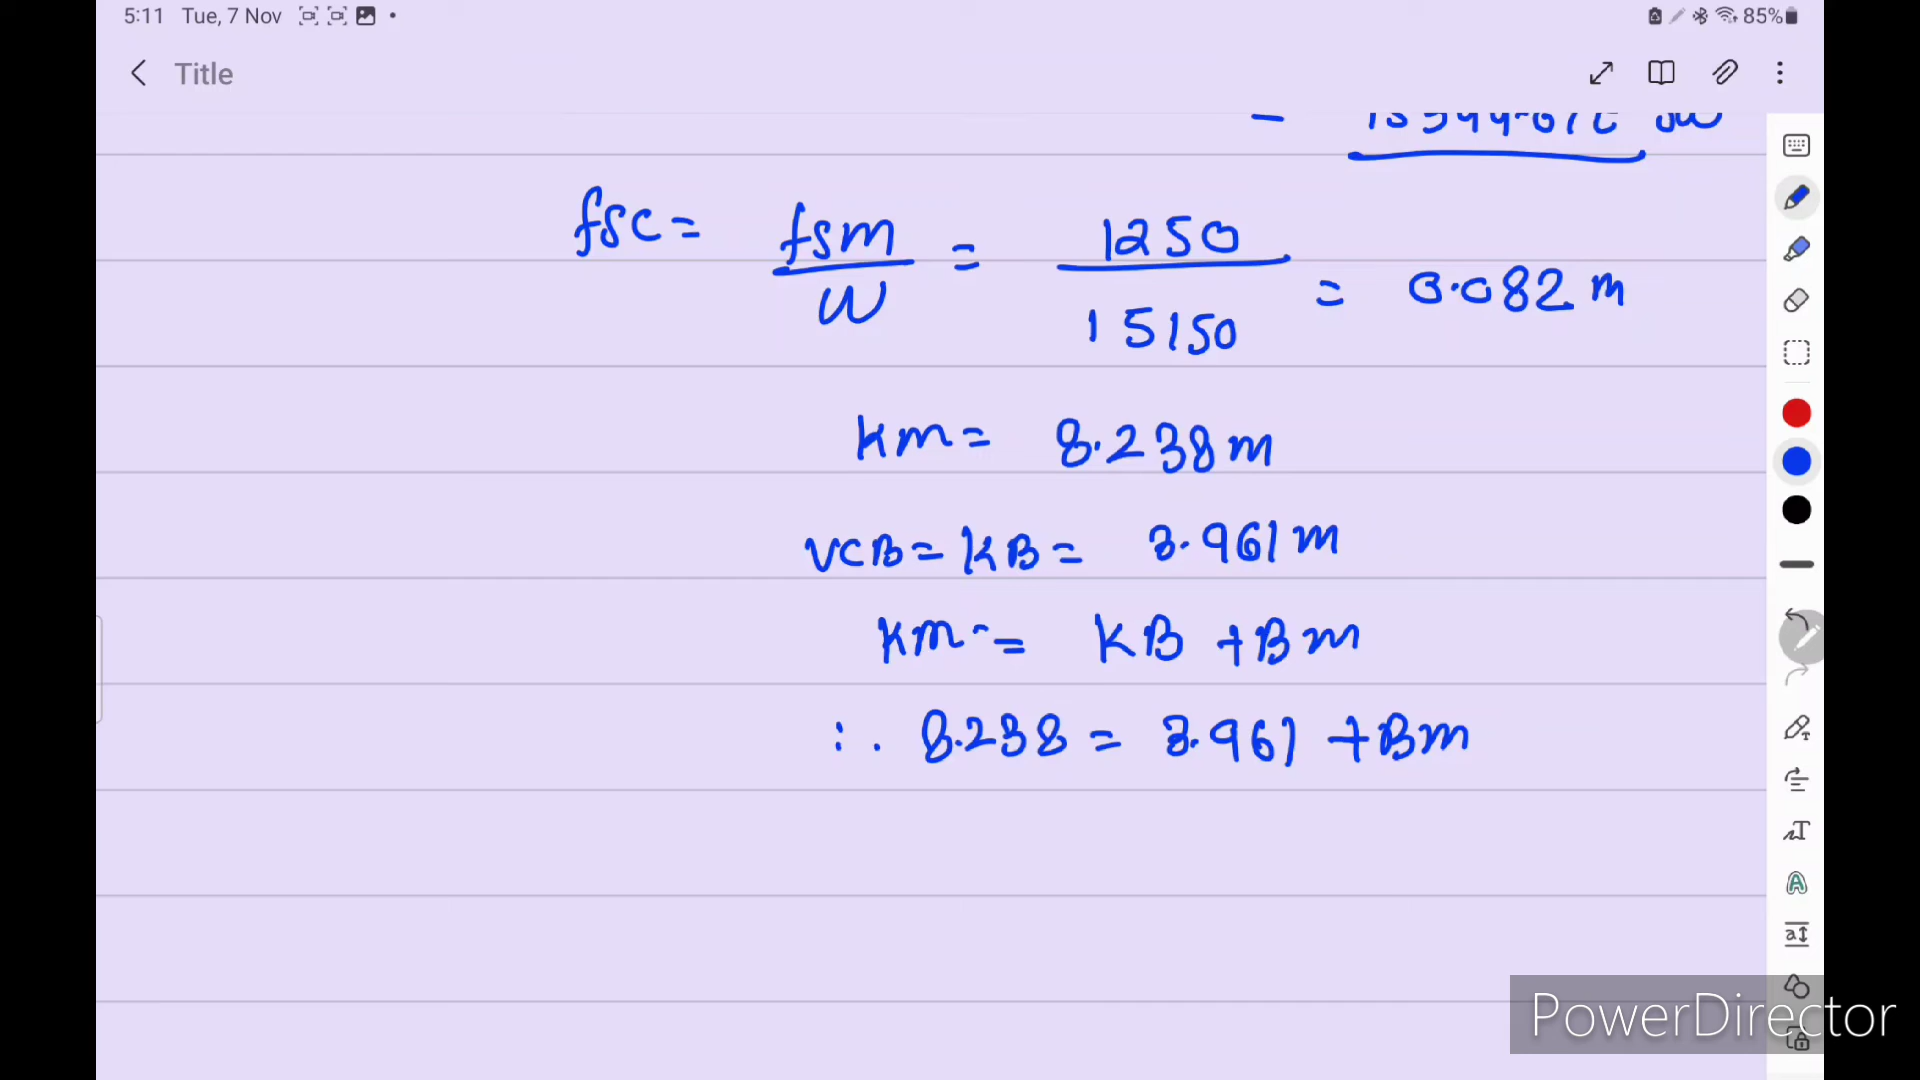 5:11 Tue, 7 Nov
85%
Title
fsc = fsm / W = 1250 / 15150 = 0.082 m
km = 8.238 m
VCB = KB = 3.961 m
km = KB + Bm
∴ 8.238 = 3.961 + Bm
PowerDirector